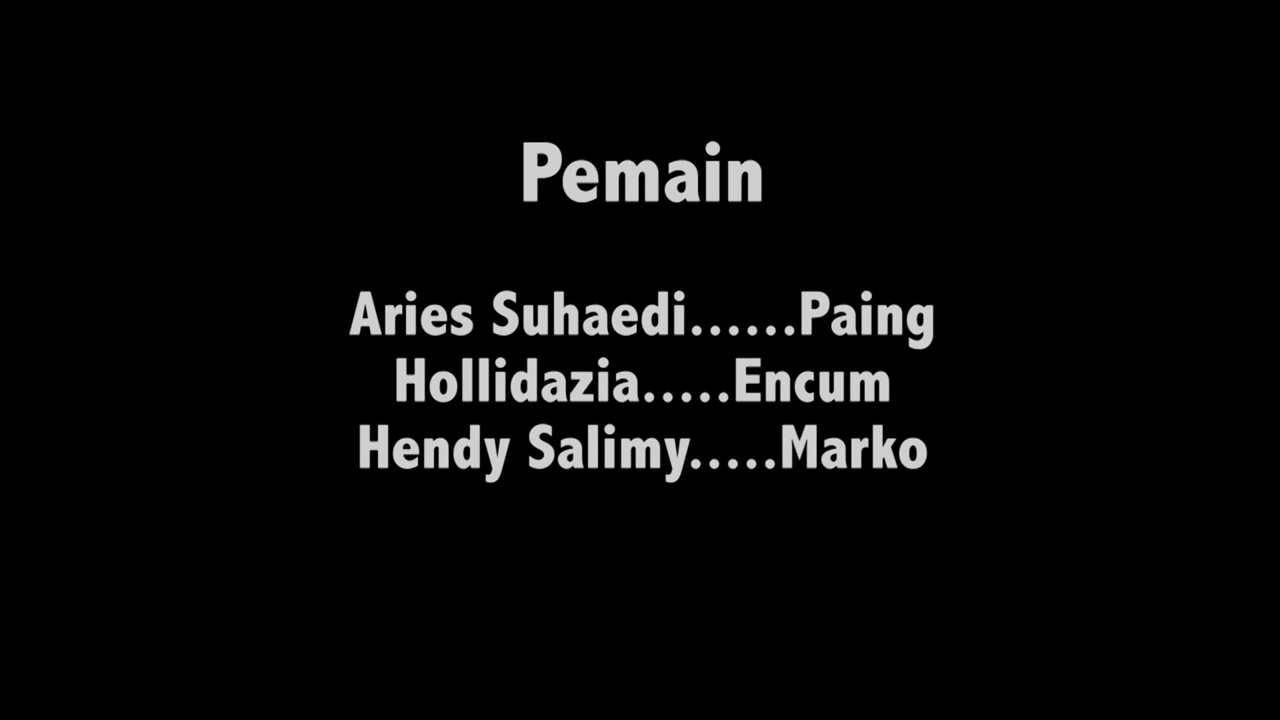 Pemain
Aries Suhaedi......Paing
Hollidazia.....Encum
Hendy Salimy.....Marko